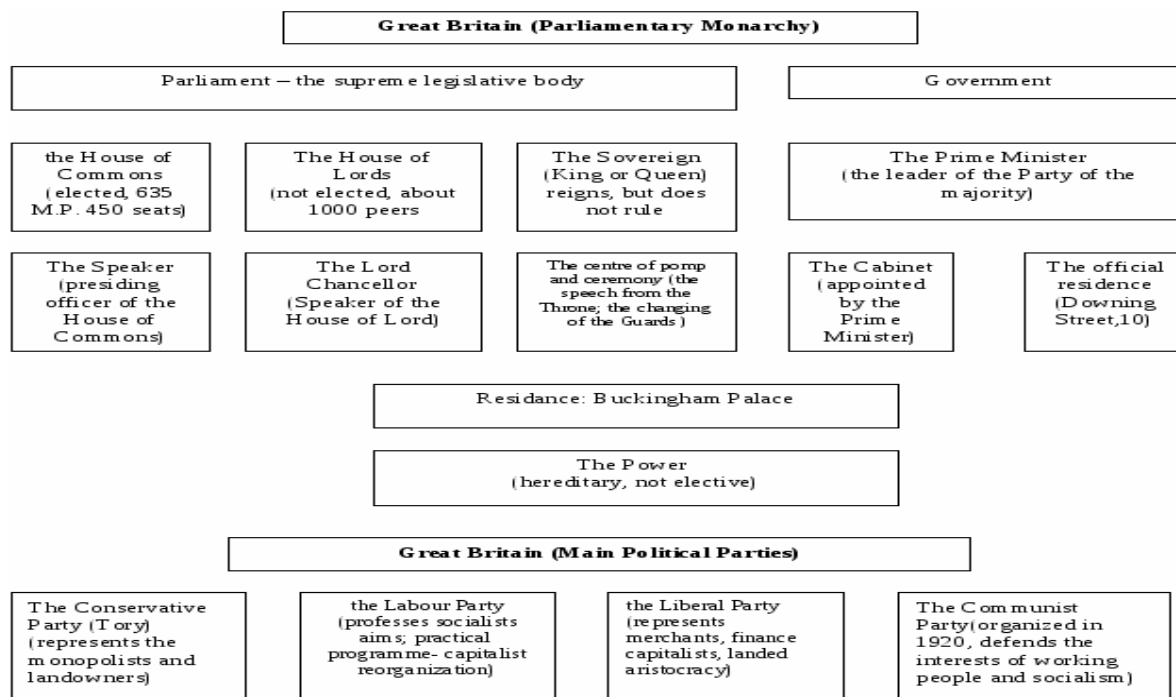 Great Britain (Parliamentary Monarchy)
Parliament – the supreme legislative body
Government
the House of
Commons
(elected, 635
M.P. 450 seats)
The House of
Lords
(not elected, about
1000 peers
The Sovereign
(King or Queen)
reigns, but does
not rule
The Prime Minister
(the leader of the Party of the
majority)
The Speaker
(presiding
officer of the
House of
Commons)
The Lord
Chancellor
(Speaker of the
House of Lord)
The centre of pomp
and ceremony (the
speech from the
Throne; the changing
of the Guards)
The Cabinet
(appointed
by the
Prime
Minister)
The official
residence
(Downing
Street,10)
Residance: Buckingham Palace
The Power
(hereditary, not elective)
Great Britain (Main Political Parties)
The Conservative
Party (Tory)
(represents the
monopolists and
landowners)
the Labour Party
(professes socialists
aims; practical
programme- capitalist
reorganization)
the Liberal Party
(represents
merchants, finance
capitalists, landed
aristocracy)
The Communist
Party(organized in
1920, defends the
interests of working
people and socialism)